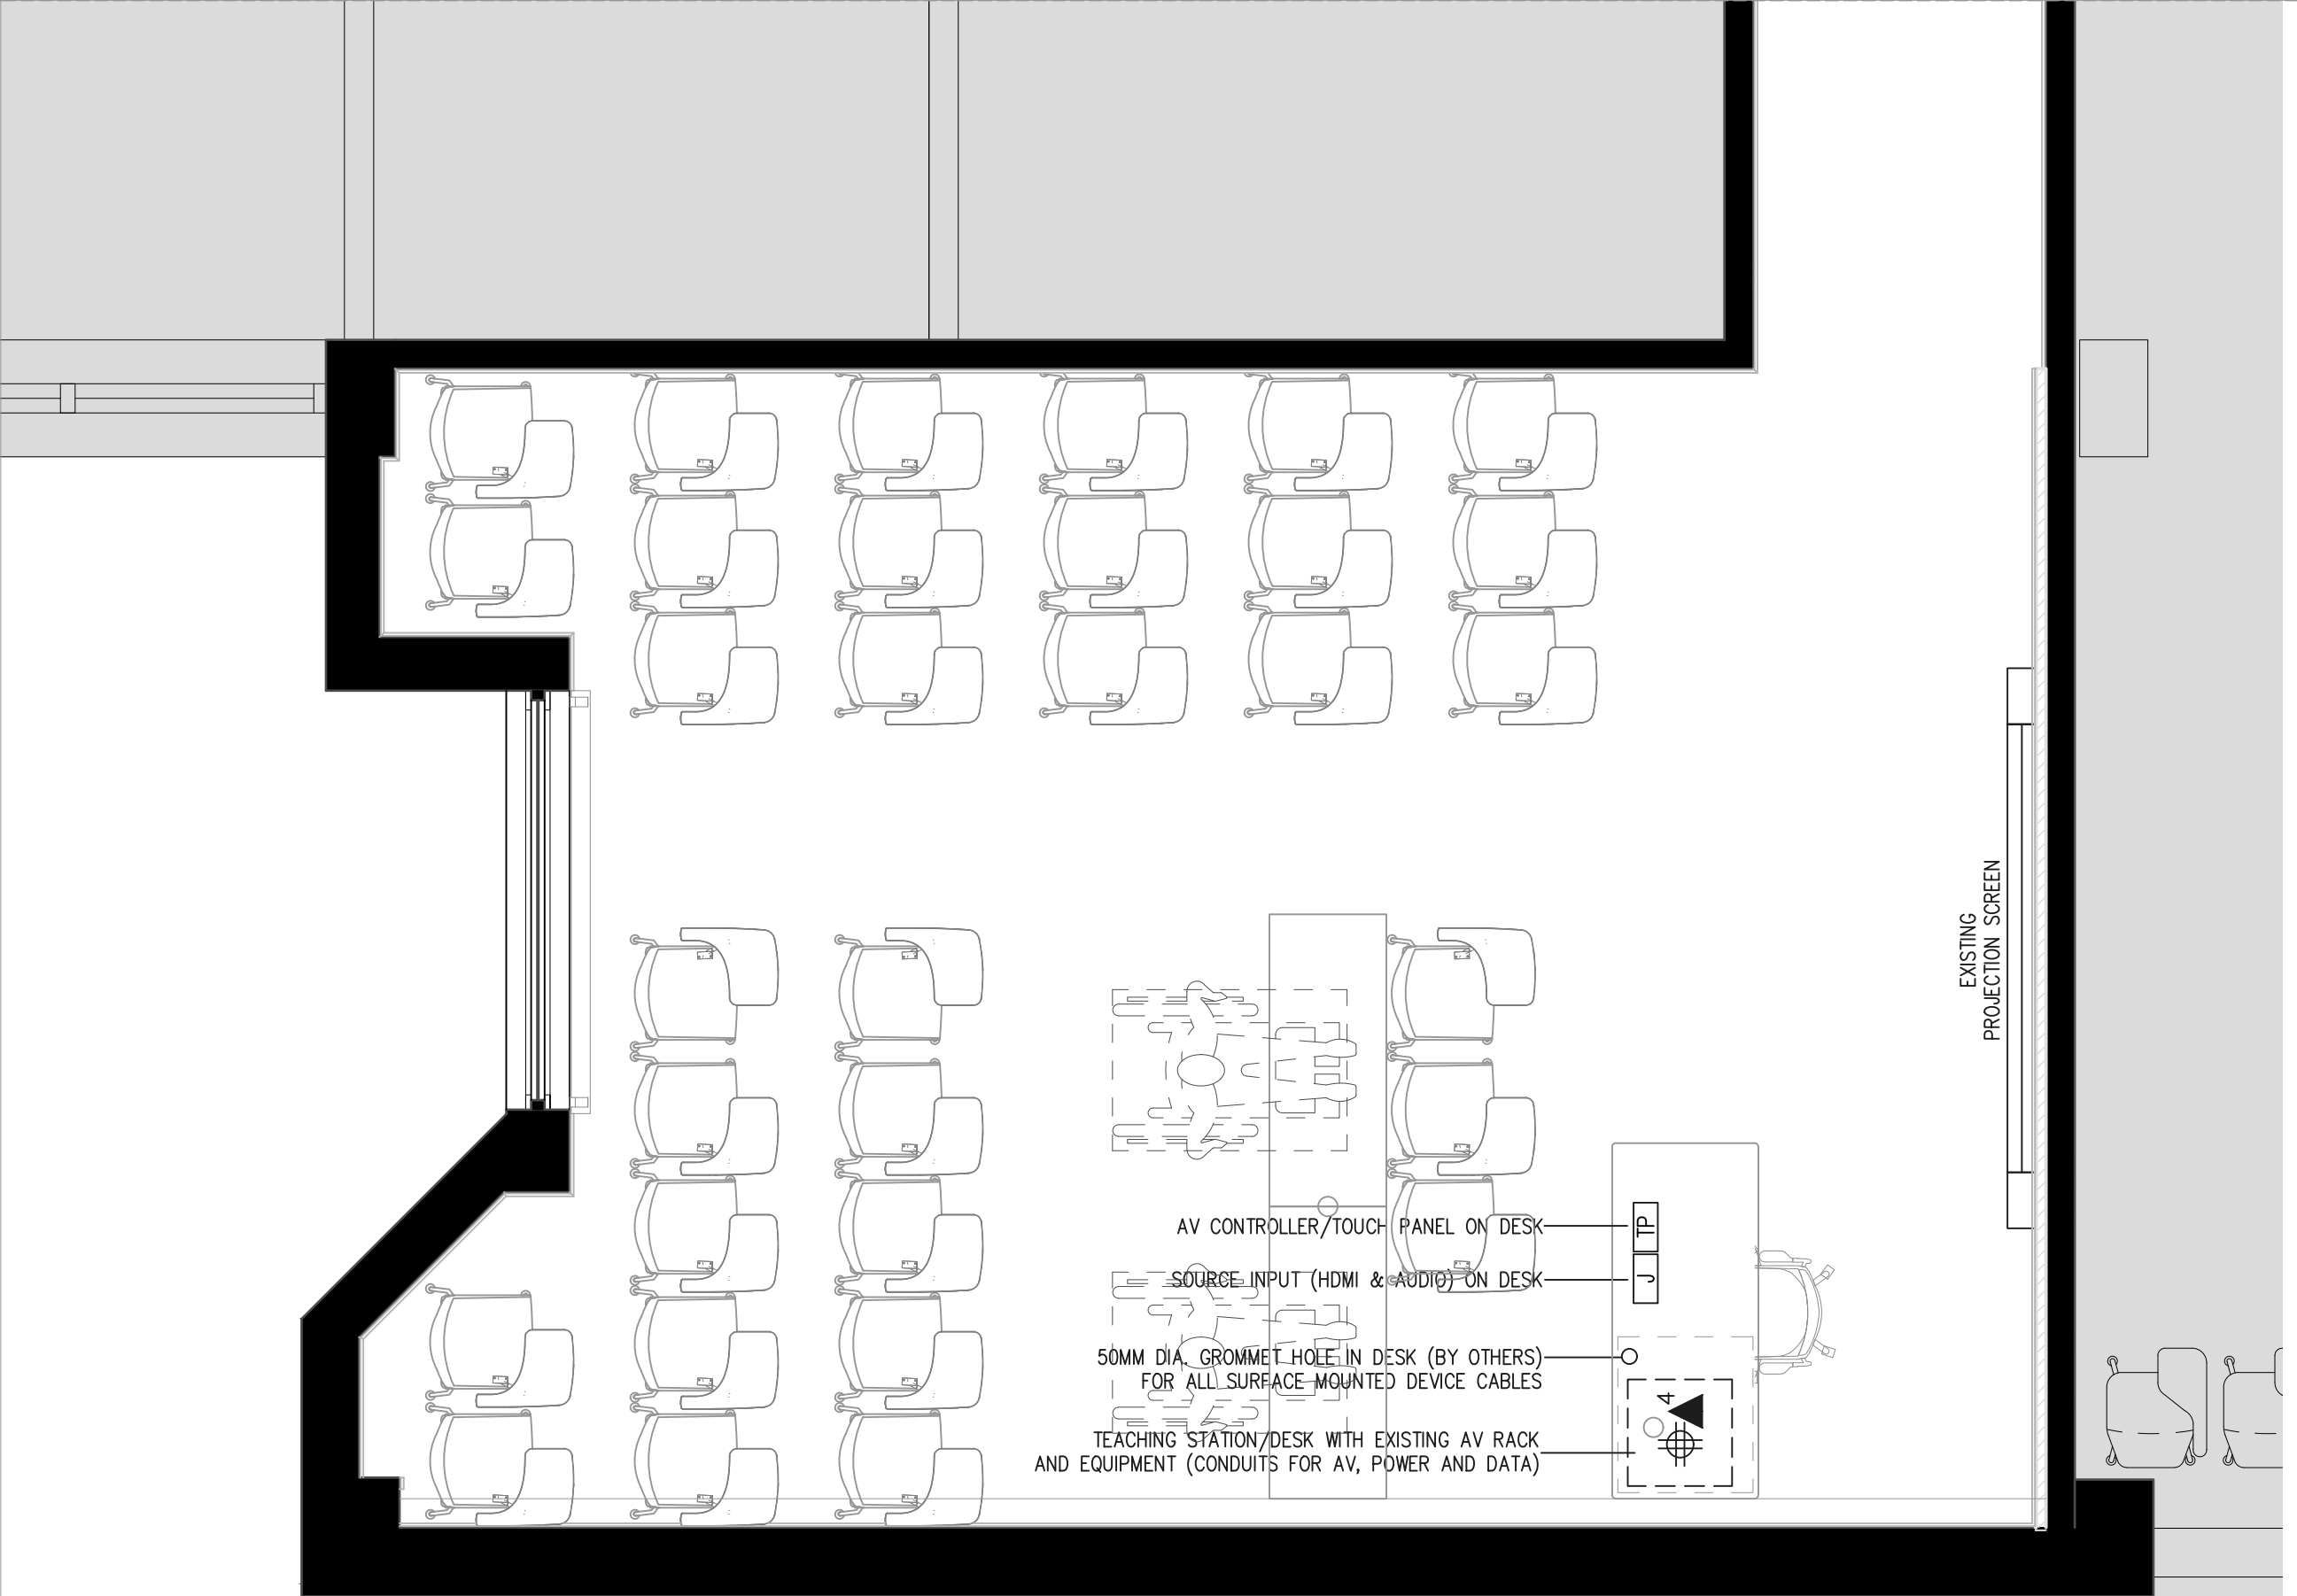 EXISTING
PROJECTION SCREEN
AV CONTROLLER/TOUCH PANEL ON DESK
TP
SOURCE INPUT (HDMI & AUDIO) ON DESK
J
50MM DIA. GROMMET HOLE IN DESK (BY OTHERS)
FOR ALL SURFACE MOUNTED DEVICE CABLES
4
TEACHING STATION/DESK WITH EXISTING AV RACK
AND EQUIPMENT (CONDUITS FOR AV, POWER AND DATA)